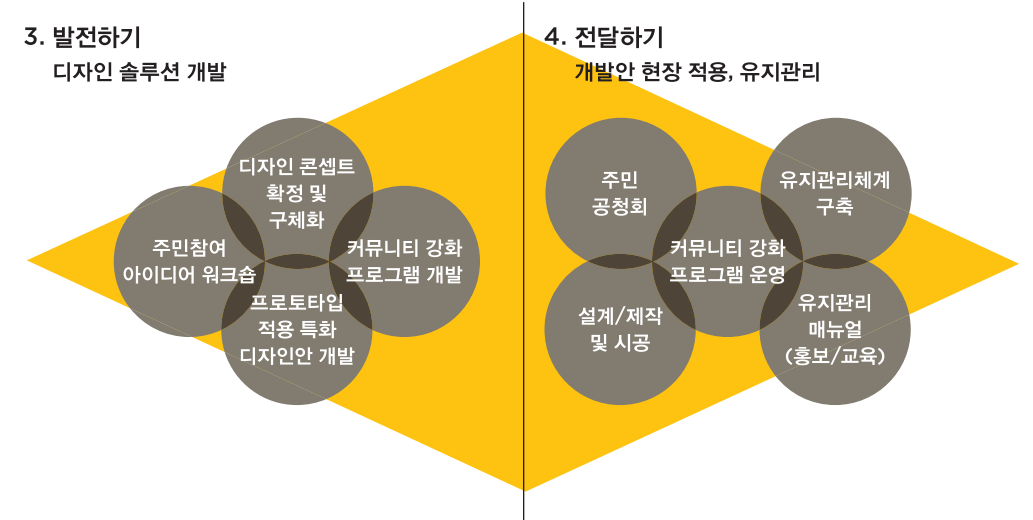 3. 발전하기
디자인 솔루션 개발
디자인 콘셉트
확정 및
구체화
주민참여
아이디어 워크숍
커뮤니티 강화
프로그램 개발
프로토타입
적용 특화
디자인안 개발
4. 전달하기
개발안 현장 적용, 유지관리
주민
공청회
유지관리체계
구축
커뮤니티 강화
프로그램 운영
설계/제작
및 시공
유지관리
매뉴얼
(홍보/교육)